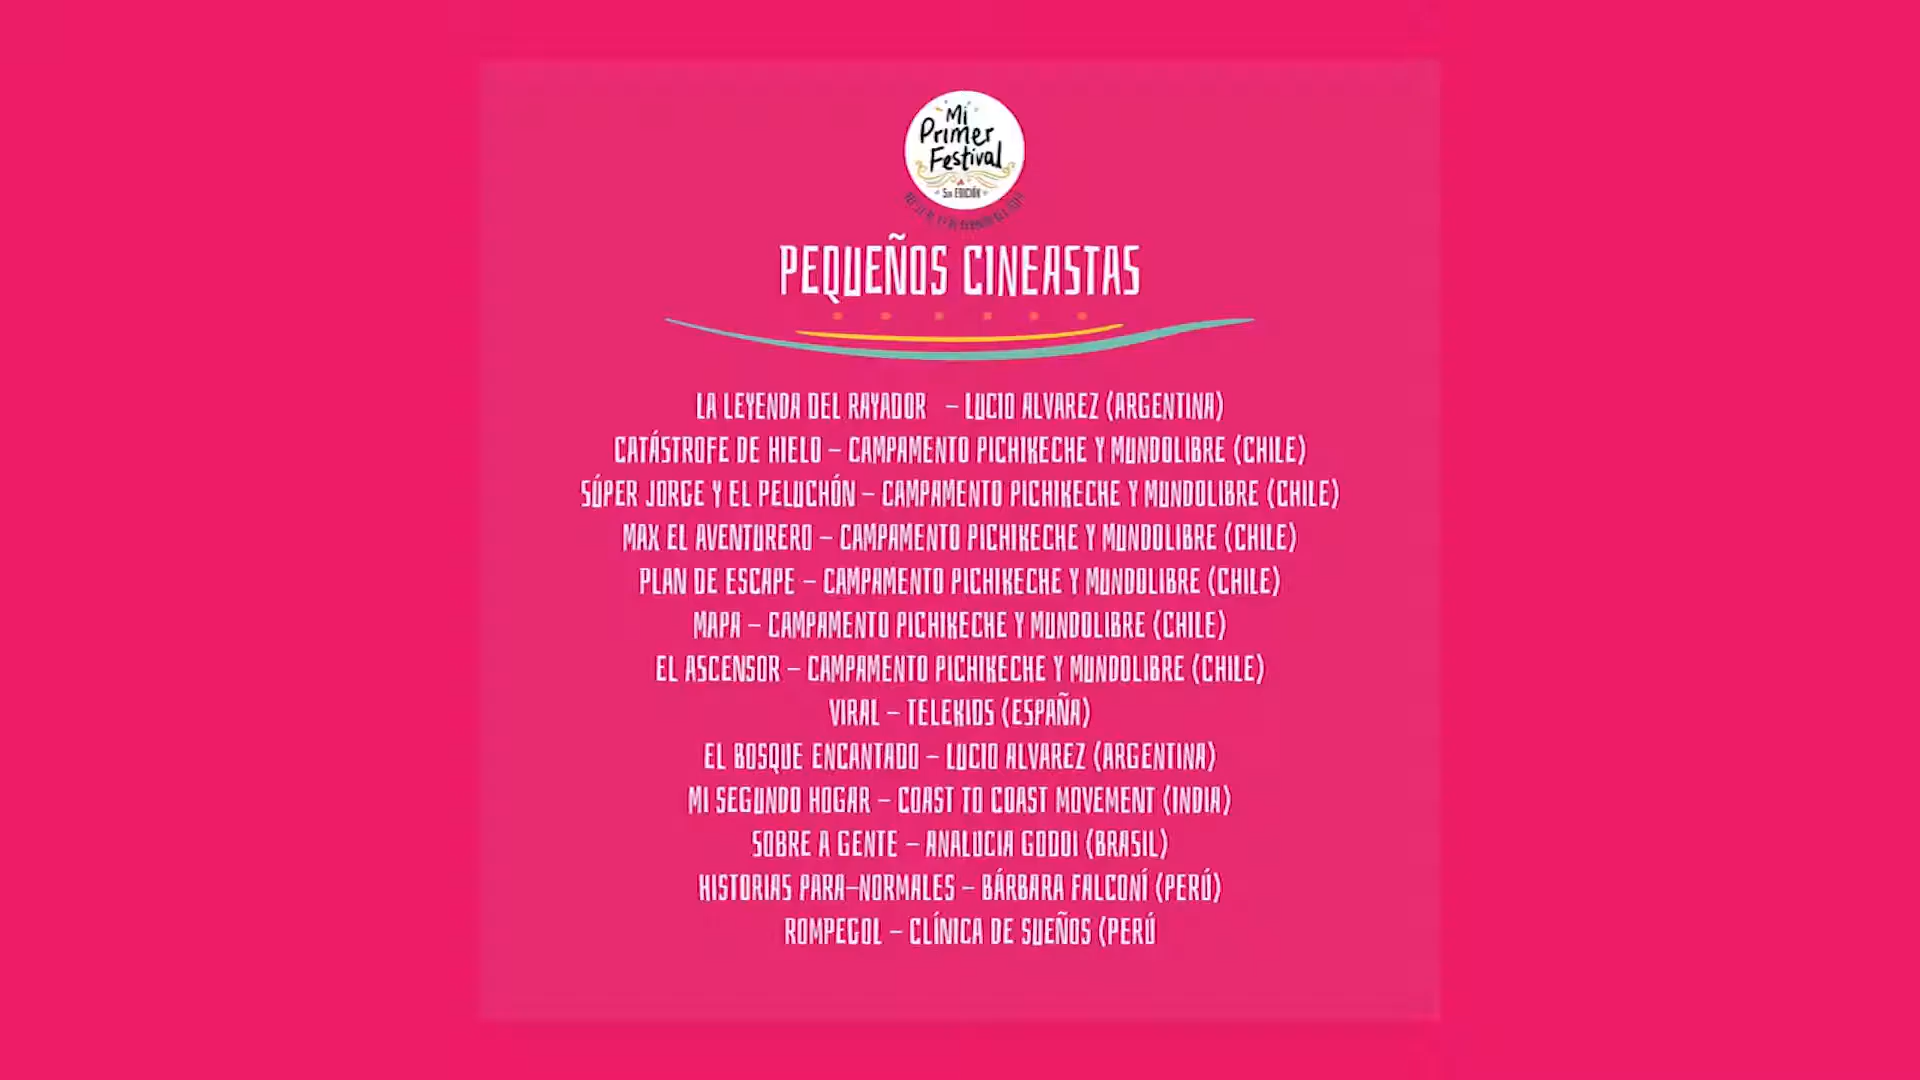 Mi
Primer
Festival
5ta EDICIÓN
PEQUEÑOS CINEASTAS
LA LEYENDA DEL RAYADOR – LUCIO ALVAREZ (ARGENTINA)
CATÁSTROFE DE HIELO – CAMPAMENTO PICHIKECHE Y MUNDOLIBRE (CHILE)
SÚPER JORGE Y EL PELUCHÓN – CAMPAMENTO PICHIKECHE Y MUNDOLIBRE (CHILE)
MAX EL AVENTURERO – CAMPAMENTO PICHIKECHE Y MUNDOLIBRE (CHILE)
PLAN DE ESCAPE – CAMPAMENTO PICHIKECHE Y MUNDOLIBRE (CHILE)
MAPA – CAMPAMENTO PICHIKECHE Y MUNDOLIBRE (CHILE)
EL ASCENSOR – CAMPAMENTO PICHIKECHE Y MUNDOLIBRE (CHILE)
VIRAL – TELEKIDS (ESPAÑA)
EL BOSQUE ENCANTADO – LUCIO ALVAREZ (ARGENTINA)
MI SEGUNDO HOGAR – COAST TO COAST MOVEMENT (INDIA)
SOBRE A GENTE – ANALUCIA GODOI (BRASIL)
HISTORIAS PARA–NORMALES – BÁRBARA FALCONÍ (PERÚ)
ROMPEGOL – CLÍNICA DE SUEÑOS (PERÚ